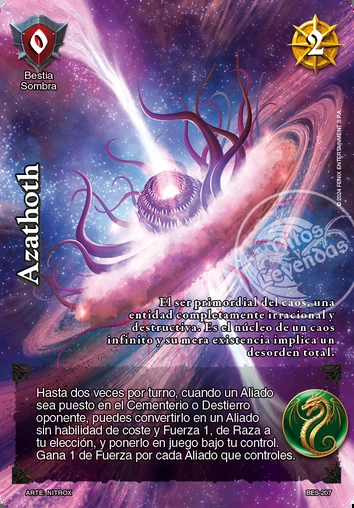 0
2
Bestia
Sombra
Azathoth
© 2024 FENIX ENTERTAINMENT S.P.A.
Mitos
y Leyendas
El ser primordial del caos, una
entidad completamente irracional y
destructiva. Es el núcleo de un caos
infinito y su mera existencia implica un
desorden total.
Hasta dos veces por turno, cuando un Aliado
sea puesto en el Cementerio o Destierro
oponente, puedes convertirlo en un Aliado
sin habilidad de coste y Fuerza 1, de Raza a
tu elección, y ponerlo en juego bajo tu control.
Gana 1 de Fuerza por cada Aliado que controles.
ARTE: NITROX
BES-207